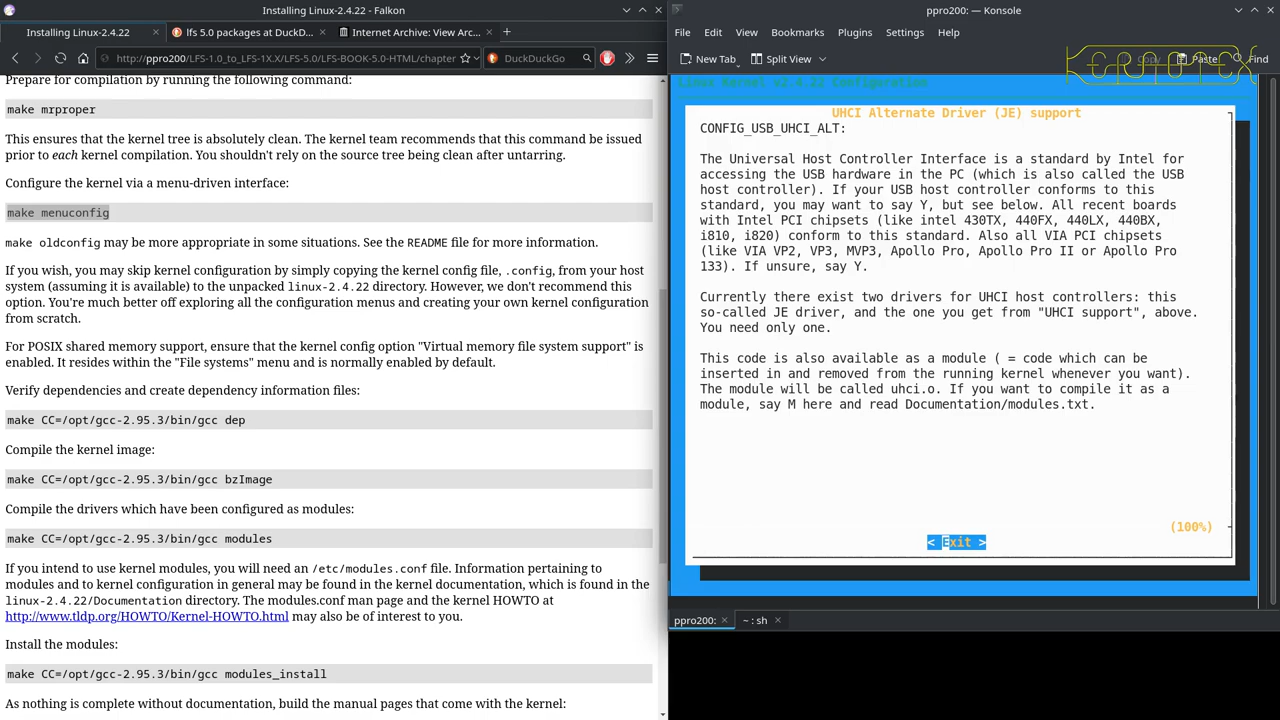 Installing Linux-2.4.22 - Falkon
Installing Linux-2.4.22
lfs 5.0 packages at DuckD...
Internet Archive: View Arc...
http://ppro200/LFS-1.0_to_LFS-1X.X/LFS-5.0/LFS-BOOK-5.0-HTML/chapter
DuckDuckGo
Prepare for compilation by running the following command:
make mrproper
This ensures that the kernel tree is absolutely clean. The kernel team recommends that this command be issued
prior to each kernel compilation. You shouldn't rely on the source tree being clean after untarring.
Configure the kernel via a menu-driven interface:
make menuconfig
make oldconfig may be more appropriate in some situations. See the README file for more information.
If you wish, you may skip kernel configuration by simply copying the kernel config file, .config, from your host
system (assuming it is available) to the unpacked linux-2.4.22 directory. However, we don't recommend this
option. You're much better off exploring all the configuration menus and creating your own kernel configuration
from scratch.
For POSIX shared memory support, ensure that the kernel config option "Virtual memory file system support" is
enabled. It resides within the "File systems" menu and is normally enabled by default.
Verify dependencies and create dependency information files:
make CC=/opt/gcc-2.95.3/bin/gcc dep
Compile the kernel image:
make CC=/opt/gcc-2.95.3/bin/gcc bzImage
Compile the drivers which have been configured as modules:
make CC=/opt/gcc-2.95.3/bin/gcc modules
If you intend to use kernel modules, you will need an /etc/modules.conf file. Information pertaining to
modules and to kernel configuration in general may be found in the kernel documentation, which is found in the
linux-2.4.22/Documentation directory. The modules.conf man page and the kernel HOWTO at
http://www.tldp.org/HOWTO/Kernel-HOWTO.html may also be of interest to you.
Install the modules:
make CC=/opt/gcc-2.95.3/bin/gcc modules_install
As nothing is complete without documentation, build the manual pages that come with the kernel:
ppro200: — Konsole
File Edit View Bookmarks Plugins Settings Help
New Tab Split View Copy Paste Find
Linux Kernel v2.4.22 Configuration
UHCI Alternate Driver (JE) support
CONFIG_USB_UHCI_ALT:
The Universal Host Controller Interface is a standard by Intel for
accessing the USB hardware in the PC (which is also called the USB
host controller). If your USB host controller conforms to this
standard, you may want to say Y, but see below. All recent boards
with Intel PCI chipsets (like intel 430TX, 440FX, 440LX, 440BX,
i810, i820) conform to this standard. Also all VIA PCI chipsets
(like VIA VP2, VP3, MVP3, Apollo Pro, Apollo Pro II or Apollo Pro
133). If unsure, say Y.
Currently there exist two drivers for UHCI host controllers: this
so-called JE driver, and the one you get from "UHCI support", above.
You need only one.
This code is also available as a module ( = code which can be
inserted in and removed from the running kernel whenever you want).
The module will be called uhci.o. If you want to compile it as a
module, say M here and read Documentation/modules.txt.
(100%)
< Exit >
ppro200:
~ : sh